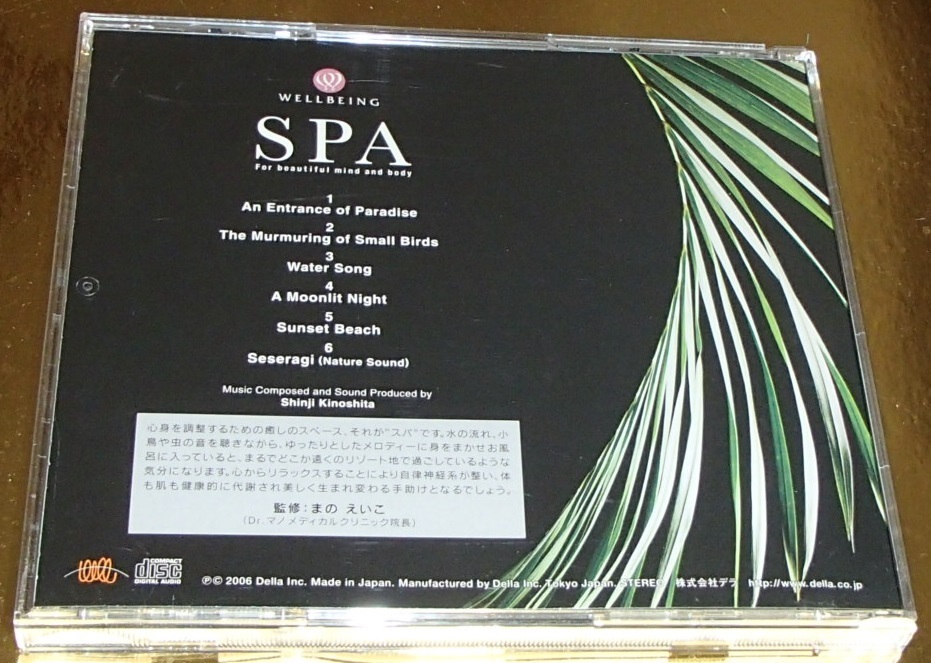 WELLBEING
SPA
For beautiful mind and body
1
An Entrance of Paradise
2
The Murmuring of Small Birds
3
Water Song
4
A Moonlit Night
5
Sunset Beach
6
Seseragi (Nature Sound)
Music Composed and Sound Produced by
Shinji Kinoshita
心身を調整するための癒しのスペース、それが“スパ”です。水の流れ、小
鳥や虫の音を聴きながら、ゆったりとしたメロディーに身をまかせお風
呂に入っていると、まるでどこか遠くのリゾート地で過ごしているような
気分になります。心からリラックスすることにより自律神経系が整い、体
も肌も健康的に代謝され美しく生まれ変わる手助けとなるでしょう。
監修:まの えいこ
(Dr.マノメディカルクリニック院長)
COMPACT
disc
DIGITAL AUDIO
ⓅⒸ 2006 Della Inc. Made in Japan. Manufactured by Della Inc. Tokyo Japan. STEREO 株式会社デラ http://www.della.co.jp